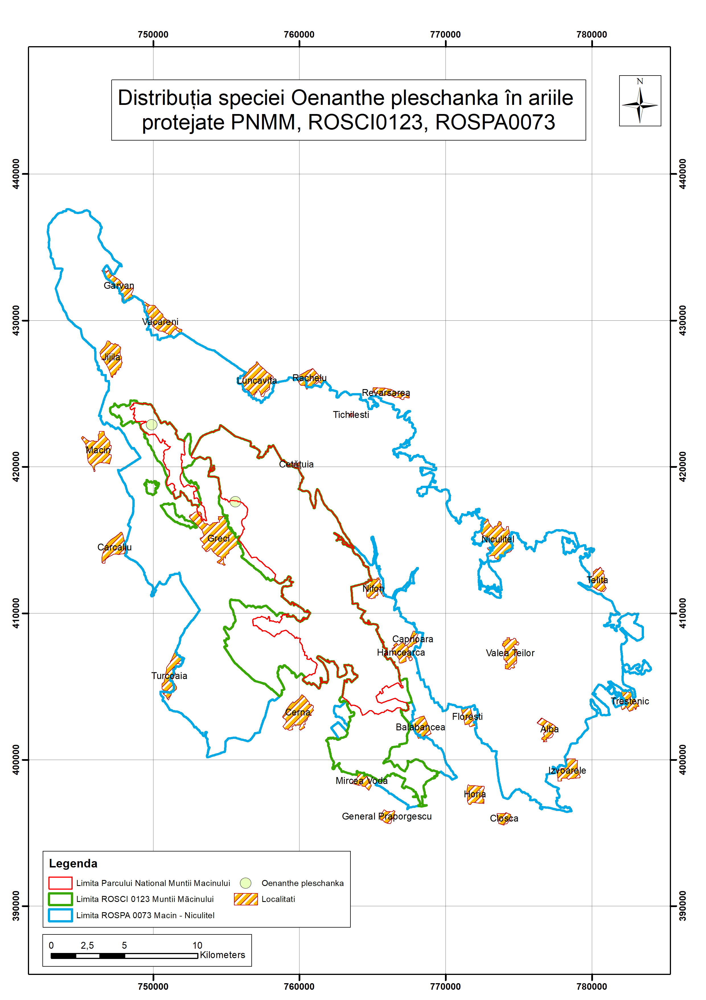 750000 760000 770000 780000
Distribuția speciei Oenanthe pleschanka în ariile
protejate PNMM, ROSCI0123, ROSPA0073
N
440000 440000
Garvan
430000 430000
Vacareni
Jijila
Luncavita
Rachelu
Revarsarea
Tichilesti
Macin
420000 420000
Cetățuia
Greci
Niculitel
Carcaliu
Telita
Nifon
410000 410000
Caprioara
Hamcearca
Valea Teilor
Turcoaia
Trestenic
Cerna
Floresti
Balabancea
Alba
400000 400000
Izvoarele
Mircea Voda
Horia
General Praporgescu
Closca
Legenda
Limita Parcului National Muntii Macinului
Oenanthe pleschanka
Limita ROSCI 0123 Muntii Măcinului
Localitati
Limita ROSPA 0073 Macin - Niculitel
390000 390000
0 2,5 5 10
Kilometers
750000 760000 770000 780000